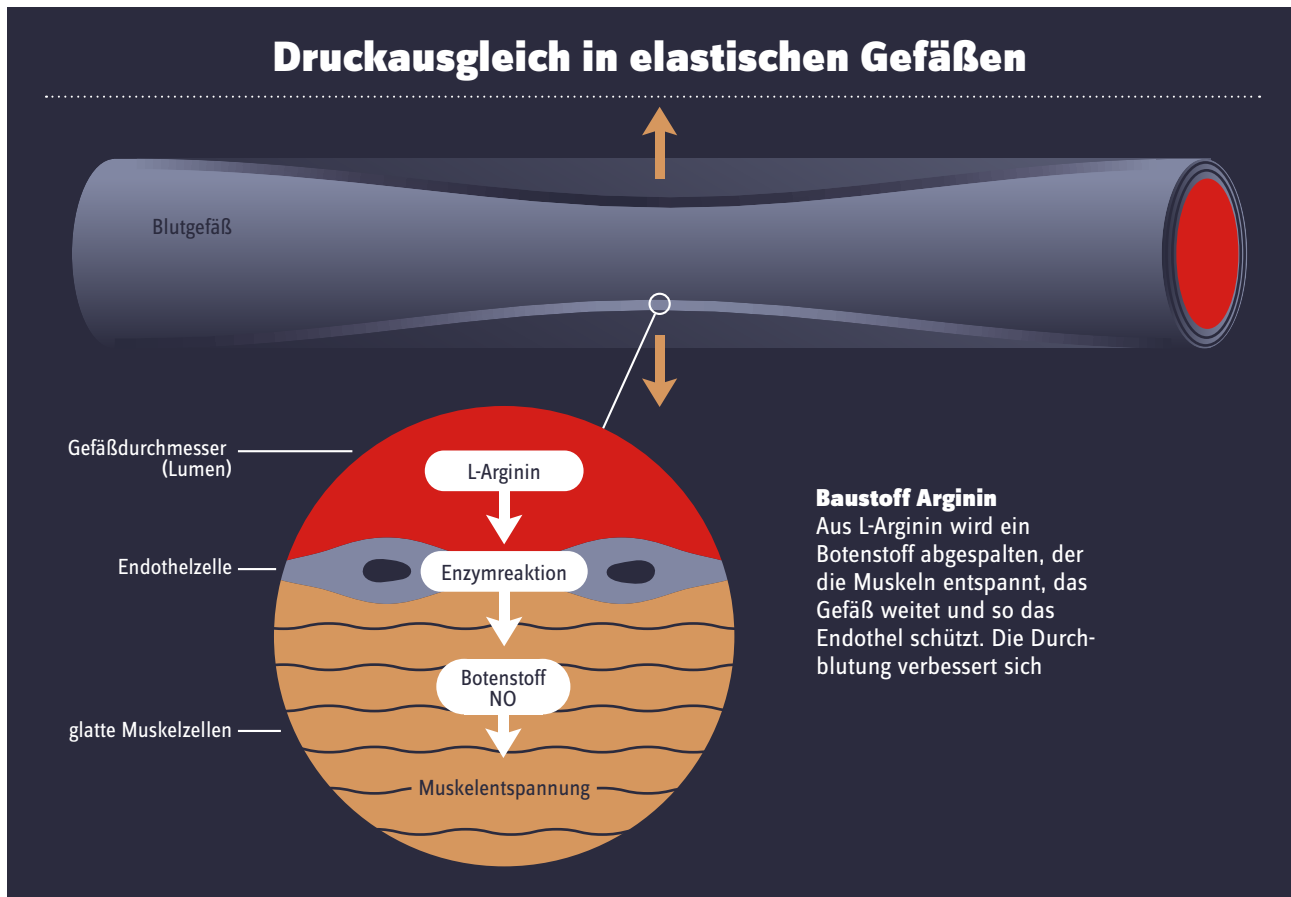 Druckausgleich in elastischen Gefäßen
Blutgefäß
Gefäßdurchmesser
(Lumen)
L-Arginin
Endothelzelle
Enzymreaktion
Botenstoff
NO
glatte Muskelzellen
Muskelentspannung
Baustoff Arginin
Aus L-Arginin wird ein
Botenstoff abgespalten, der
die Muskeln entspannt, das
Gefäß weitet und so das
Endothel schützt. Die Durch-
blutung verbessert sich